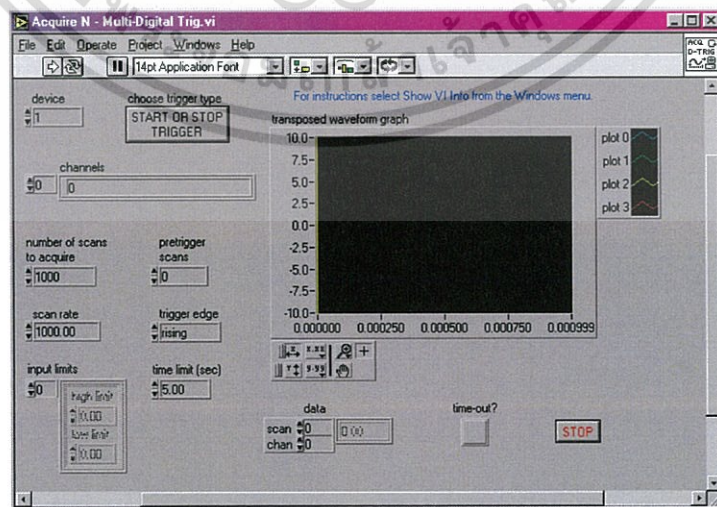 Acquire N - Multi-Digital Trig.vi
File Edit Operate Project Windows Help
14pt Application Font
ACQ
D-TRIG
device
1
choose trigger type
START OR STOP
TRIGGER
For instructions select Show VI Info from the Windows menu.
channels
0
0
transposed waveform graph
10.0-
7.5-
5.0-
2.5-
0.0-
-2.5-
-5.0-
-7.5-
-10.0-
0.000000 0.000250 0.000500 0.000750 0.000999
plot 0
plot 1
plot 2
plot 3
number of scans
to acquire
1000
pretrigger
scans
0
scan rate
1000.00
trigger edge
rising
input limits
0
high limit
0.00
low limit
0.00
time limit (sec)
5.00
data
scan 0
chan 0
0.00
time-out?
STOP